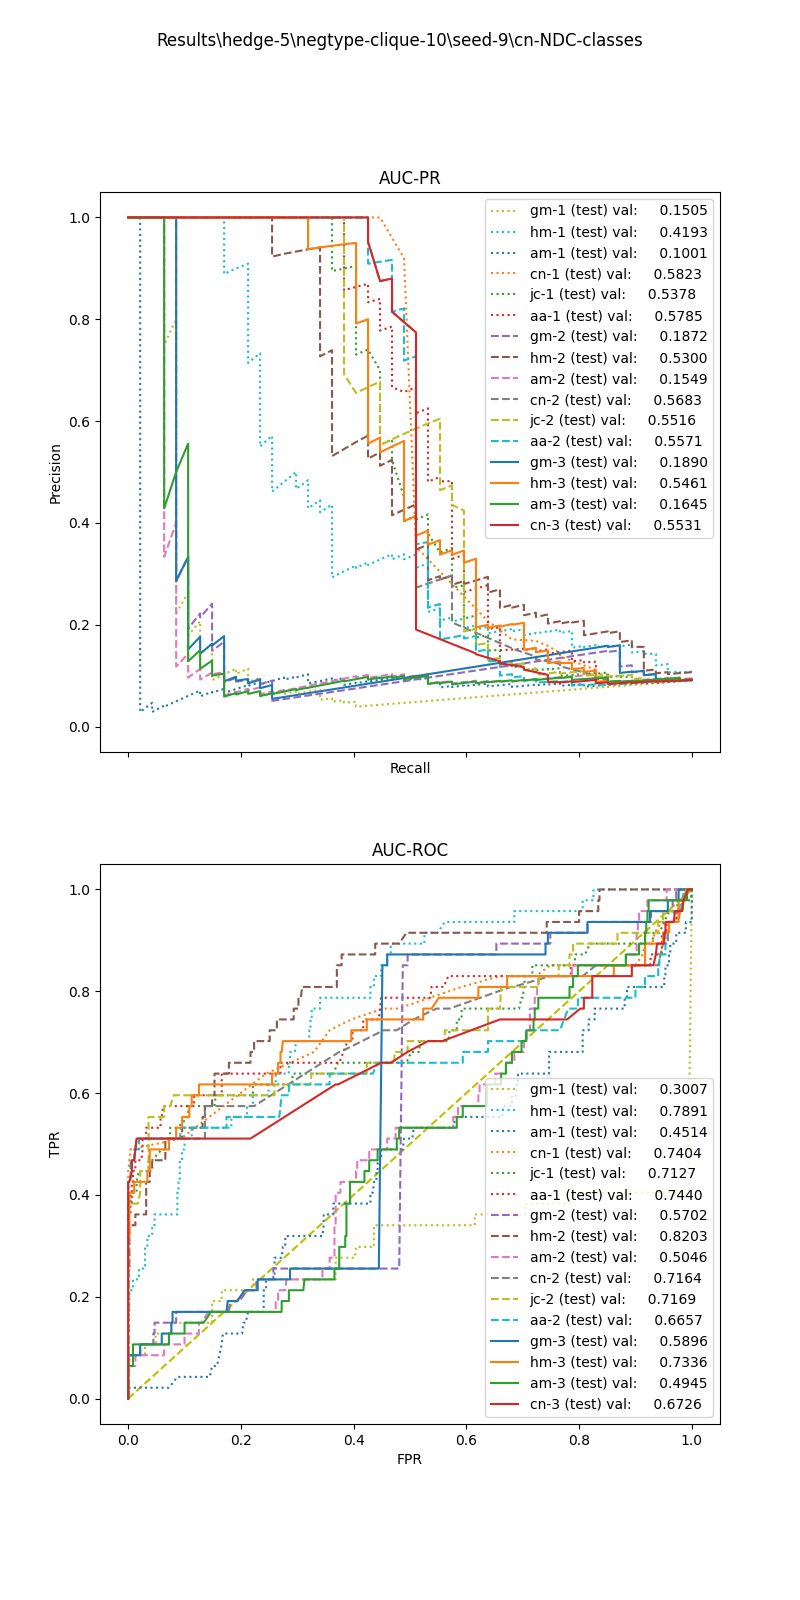 Results\hedge-5\negtype-clique-10\seed-9\cn-NDC-classes
AUC-PR
1.0
0.8
0.6
0.4
0.2
0.0
Precision
Recall
gm-1 (test) val: 0.1505
hm-1 (test) val: 0.4193
am-1 (test) val: 0.1001
cn-1 (test) val: 0.5823
jc-1 (test) val: 0.5378
aa-1 (test) val: 0.5785
gm-2 (test) val: 0.1872
hm-2 (test) val: 0.5300
am-2 (test) val: 0.1549
cn-2 (test) val: 0.5683
jc-2 (test) val: 0.5516
aa-2 (test) val: 0.5571
gm-3 (test) val: 0.1890
hm-3 (test) val: 0.5461
am-3 (test) val: 0.1645
cn-3 (test) val: 0.5531
AUC-ROC
1.0
0.8
0.6
0.4
0.2
0.0
TPR
0.0 0.2 0.4 0.6 0.8 1.0
FPR
gm-1 (test) val: 0.3007
hm-1 (test) val: 0.7891
am-1 (test) val: 0.4514
cn-1 (test) val: 0.7404
jc-1 (test) val: 0.7127
aa-1 (test) val: 0.7440
gm-2 (test) val: 0.5702
hm-2 (test) val: 0.8203
am-2 (test) val: 0.5046
cn-2 (test) val: 0.7164
jc-2 (test) val: 0.7169
aa-2 (test) val: 0.6657
gm-3 (test) val: 0.5896
hm-3 (test) val: 0.7336
am-3 (test) val: 0.4945
cn-3 (test) val: 0.6726